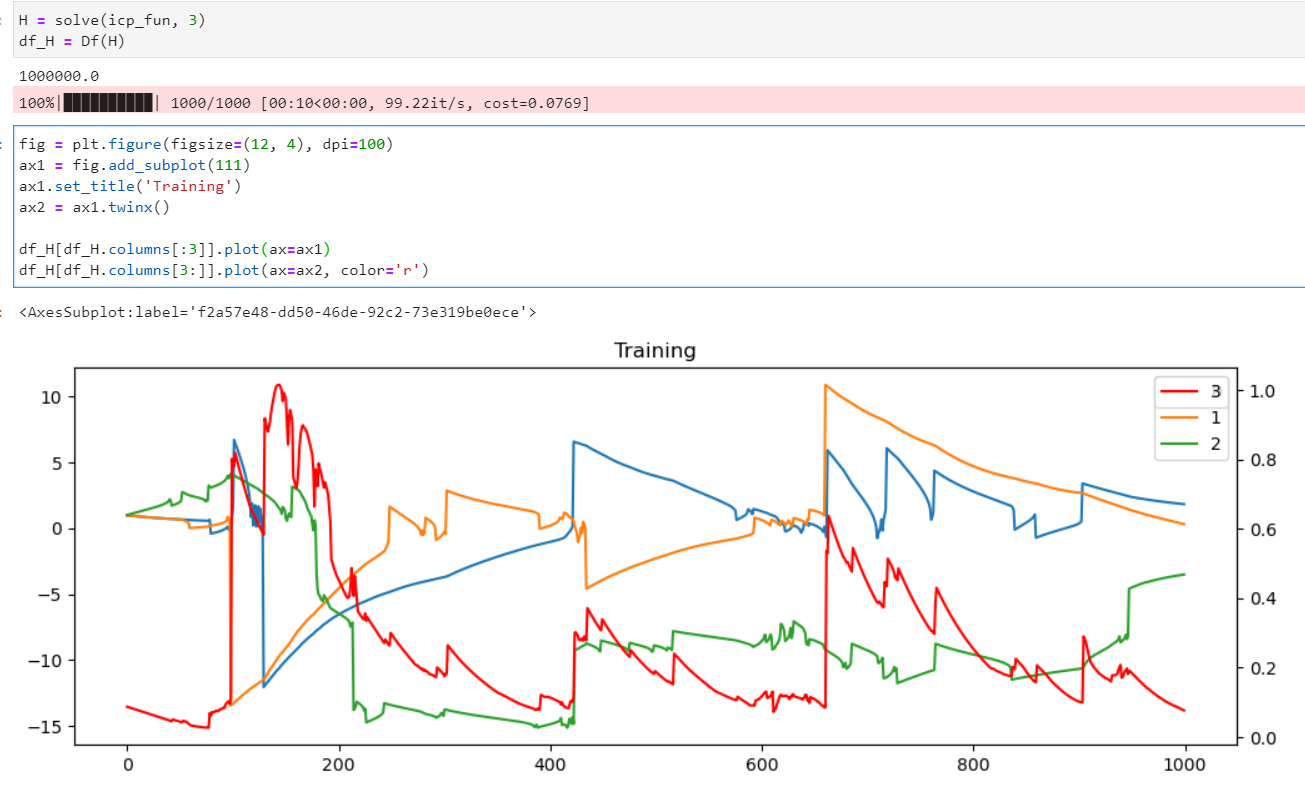 H = solve(icp_fun, 3)
df_H = Df(H)
1000000.0
100%|██████████| 1000/1000 [00:10<00:00, 99.22it/s, cost=0.0769]
fig = plt.figure(figsize=(12, 4), dpi=100)
ax1 = fig.add_subplot(111)
ax1.set_title('Training')
ax2 = ax1.twinx()
df_H[df_H.columns[:3]].plot(ax=ax1)
df_H[df_H.columns[3:]].plot(ax=ax2, color='r')
<AxesSubplot:label='f2a57e48-dd50-46de-92c2-73e319be0ece'>
Training
10
5
0
−5
−10
−15
3
1
2
1.0
0.8
0.6
0.4
0.2
0.0
0 200 400 600 800 1000